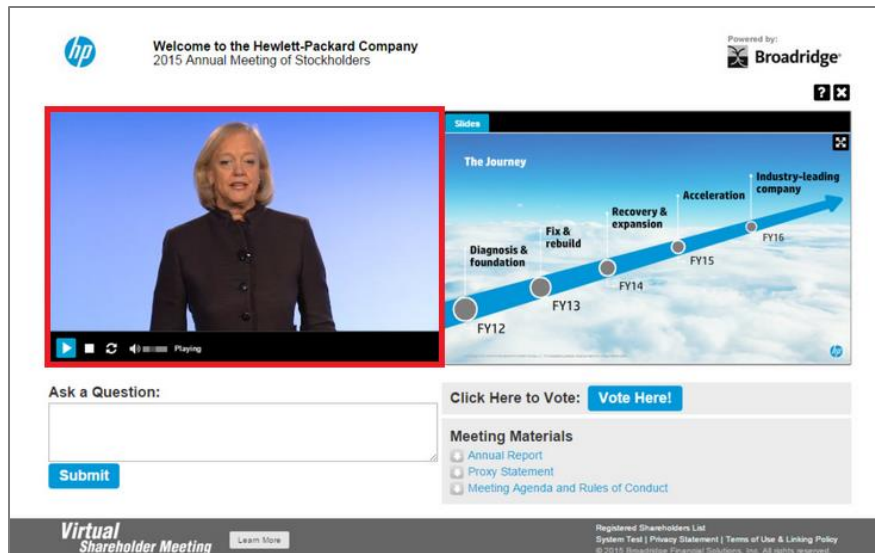 hp
Welcome to the Hewlett-Packard Company
2015 Annual Meeting of Stockholders
Powered by:
Broadridge
?
Playing
Slides
The Journey
Diagnosis &
foundation
Fix &
rebuild
Recovery &
expansion
Acceleration
Industry-leading
company
FY12
FY13
FY14
FY15
FY16
hp
Ask a Question:
Submit
Click Here to Vote:
Vote Here!
Meeting Materials
Annual Report
Proxy Statement
Meeting Agenda and Rules of Conduct
Virtual
Shareholder Meeting
Learn More
Registered Shareholders List
System Test | Privacy Statement | Terms of Use & Linking Policy
© 2015 Broadridge Financial Solutions, Inc. All rights reserved